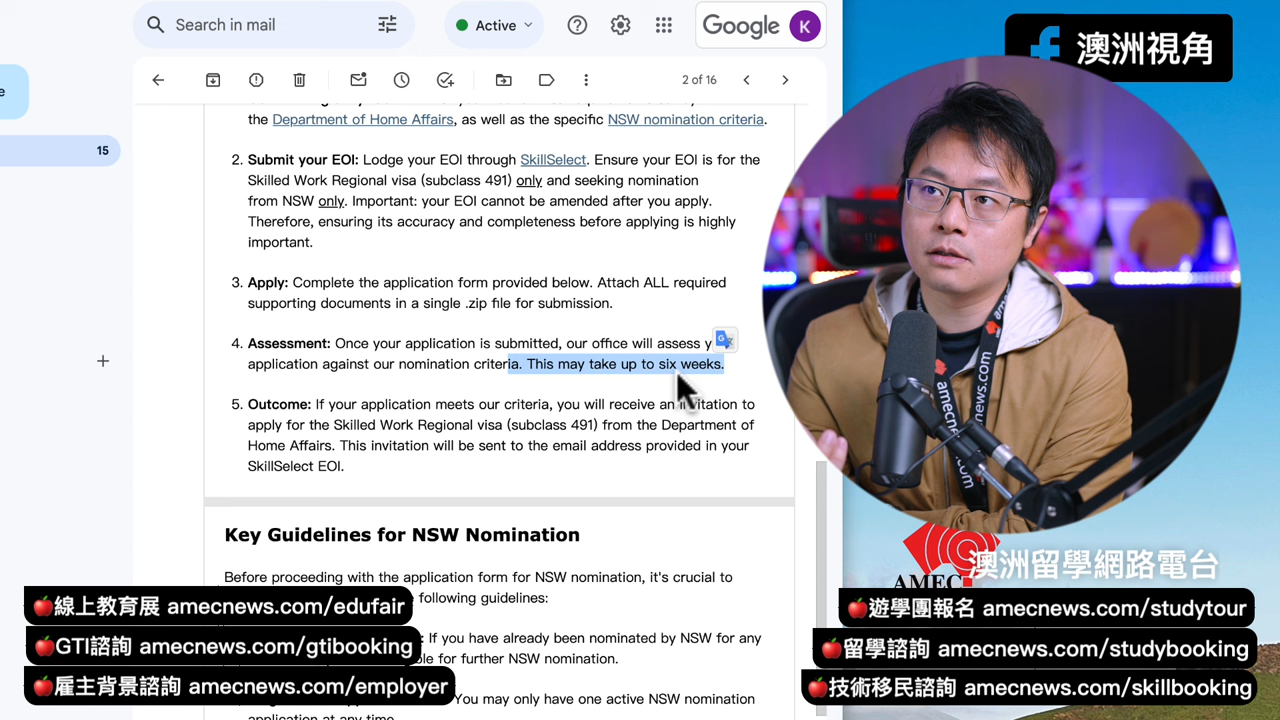 Search in mail
Active
Google
K
澳洲視角
e
15
2 of 16
the Department of Home Affairs, as well as the specific NSW nomination criteria.
2. Submit your EOI: Lodge your EOI through SkillSelect. Ensure your EOI is for the
Skilled Work Regional visa (subclass 491) only and seeking nomination
from NSW only. Important: your EOI cannot be amended after you apply.
Therefore, ensuring its accuracy and completeness before applying is highly
important.
3. Apply: Complete the application form provided below. Attach ALL required
supporting documents in a single .zip file for submission.
4. Assessment: Once your application is submitted, our office will assess y
application against our nomination criteria. This may take up to six weeks.
5. Outcome: If your application meets our criteria, you will receive an invitation to
apply for the Skilled Work Regional visa (subclass 491) from the Department of
Home Affairs. This invitation will be sent to the email address provided in your
SkillSelect EOI.
Key Guidelines for NSW Nomination
Before proceeding with the application form for NSW nomination, it's crucial to
following guidelines:
: If you have already been nominated by NSW for any
for further NSW nomination.
You may only have one active NSW nomination
application at any time.
amecnews.com
AMEC
澳洲留學網路電台
線上教育展 amecnews.com/edufair
GTI諮詢 amecnews.com/gtibooking
雇主背景諮詢 amecnews.com/employer
遊學團報名 amecnews.com/studytour
留學諮詢 amecnews.com/studybooking
技術移民諮詢 amecnews.com/skillbooking